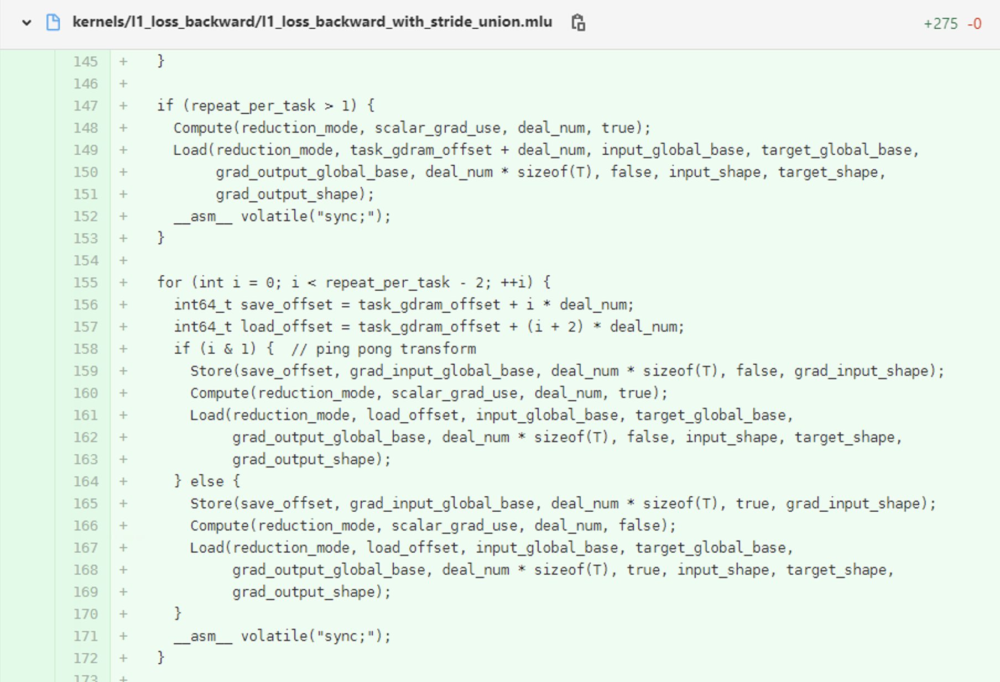 kernels/l1_loss_backward/l1_loss_backward_with_stride_union.mlu +275 -0
145 + }
146 +
147 + if (repeat_per_task > 1) {
148 + Compute(reduction_mode, scalar_grad_use, deal_num, true);
149 + Load(reduction_mode, task_gdram_offset + deal_num, input_global_base, target_global_base,
150 + grad_output_global_base, deal_num * sizeof(T), false, input_shape, target_shape,
151 + grad_output_shape);
152 + __asm__ volatile("sync;");
153 + }
154 +
155 + for (int i = 0; i < repeat_per_task - 2; ++i) {
156 + int64_t save_offset = task_gdram_offset + i * deal_num;
157 + int64_t load_offset = task_gdram_offset + (i + 2) * deal_num;
158 + if (i & 1) { // ping pong transform
159 + Store(save_offset, grad_input_global_base, deal_num * sizeof(T), false, grad_input_shape);
160 + Compute(reduction_mode, scalar_grad_use, deal_num, true);
161 + Load(reduction_mode, load_offset, input_global_base, target_global_base,
162 + grad_output_global_base, deal_num * sizeof(T), false, input_shape, target_shape,
163 + grad_output_shape);
164 + } else {
165 + Store(save_offset, grad_input_global_base, deal_num * sizeof(T), true, grad_input_shape);
166 + Compute(reduction_mode, scalar_grad_use, deal_num, false);
167 + Load(reduction_mode, load_offset, input_global_base, target_global_base,
168 + grad_output_global_base, deal_num * sizeof(T), true, input_shape, target_shape,
169 + grad_output_shape);
170 + }
171 + __asm__ volatile("sync;");
172 + }
173 +